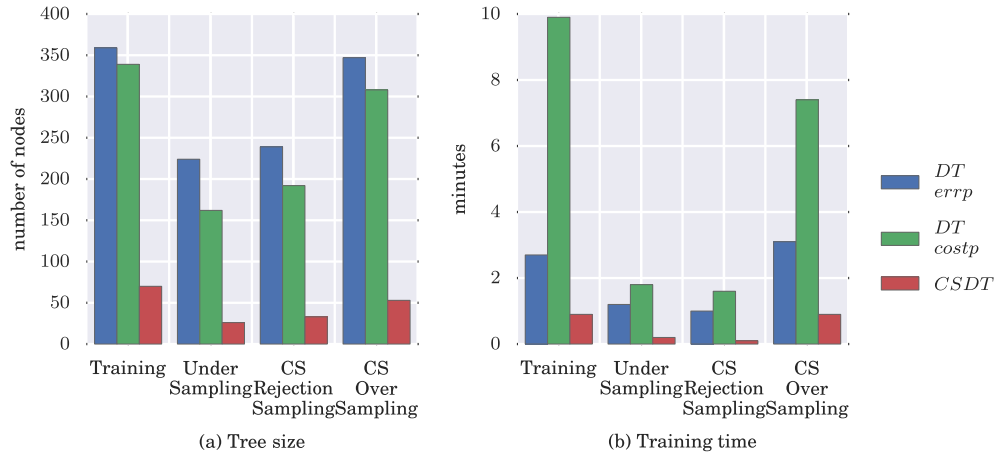 400
350
300
250
200
150
100
50
0
number of nodes
Training
Under
Sampling
CS
Rejection
Sampling
CS
Over
Sampling
(a) Tree size
10
8
6
4
2
0
minutes
Training
Under
Sampling
CS
Rejection
Sampling
CS
Over
Sampling
(b) Training time
DT
errp
DT
costp
CSDT